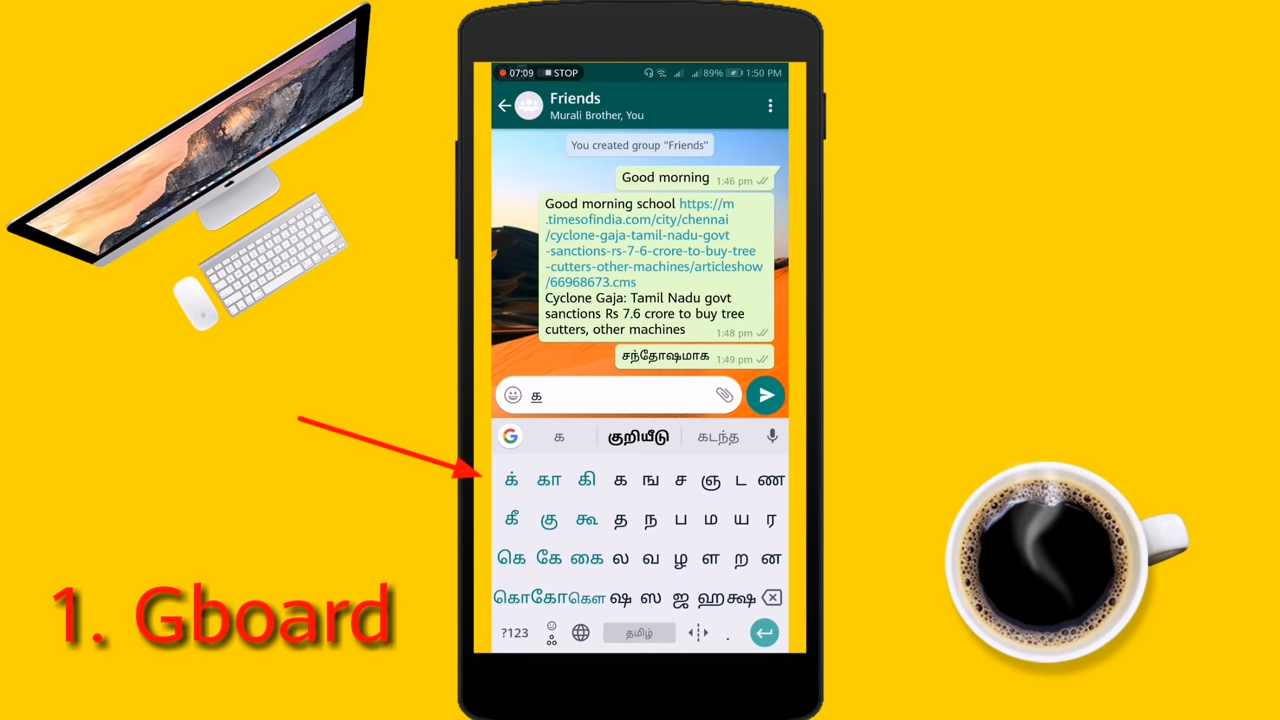 07:09 STOP 89% 1:50 PM
Friends
Murali Brother, You
You created group "Friends"
Good morning 1:46 pm
Good morning school https://m
.timesofindia.com/city/chennai
/cyclone-gaja-tamil-nadu-govt
-sanctions-rs-7-6-crore-to-buy-tree
-cutters-other-machines/articleshow
/66968673.cms
Cyclone Gaja: Tamil Nadu govt
sanctions Rs 7.6 crore to buy tree
cutters, other machines 1:48 pm
சந்தோஷமாக 1:49 pm
க
G க குறியீடு கடந்த
க் கா கி க ங ச ஞ ட ண
கீ கு கூ த ந ப ம ய ர
கெ கே கை ல வ ழ ள ற ன
கொ கோ கௌ ஷ ஸ ஜ ஹ க்ஷ
?123 தமிழ் .
1. Gboard